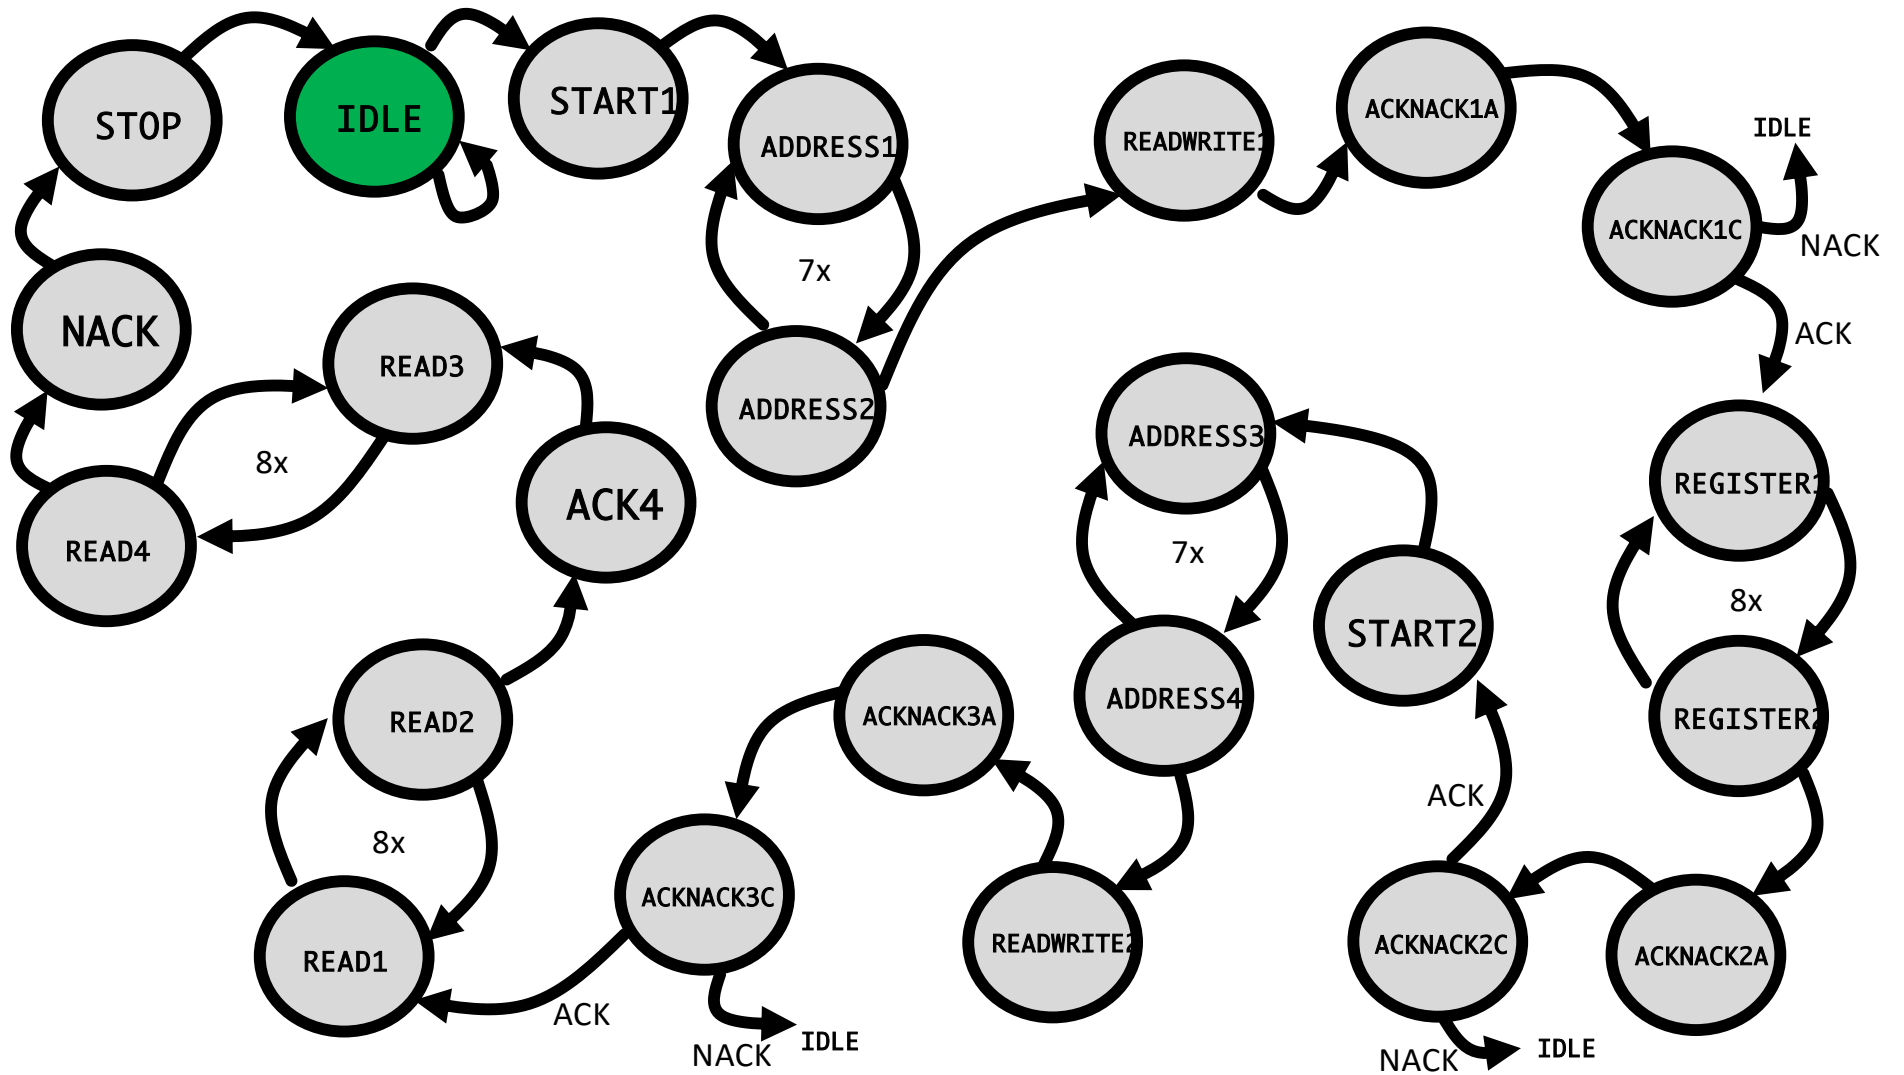 STOP
IDLE
START1
ADDRESS1
READWRITE1
ACKNACK1A
IDLE
ACKNACK1C
NACK
7x
ACK
NACK
READ3
ADDRESS2
ADDRESS3
8x
READ4
ACK4
REGISTER1
7x
8x
START2
READ2
ACKNACK3A
ADDRESS4
REGISTER2
ACK
8x
READ1
ACKNACK3C
READWRITE2
ACKNACK2C
ACKNACK2A
ACK
NACK
IDLE
NACK
IDLE